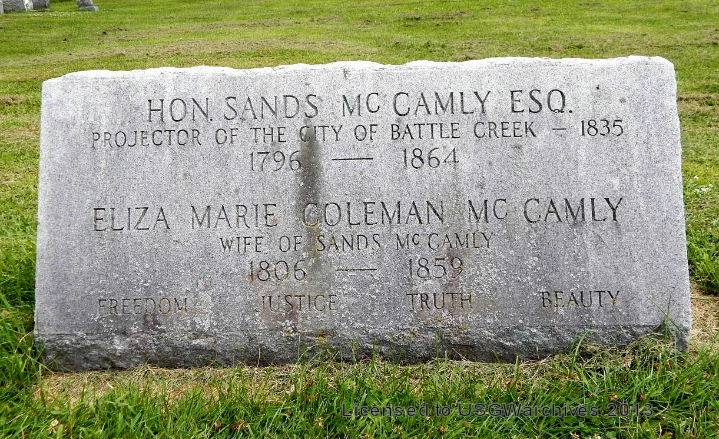 HON. SANDS MC CAMLY ESQ.
PROJECTOR OF THE CITY OF BATTLE CREEK – 1835
1796 — 1864
ELIZA MARIE COLEMAN MC CAMLY
WIFE OF SANDS MC CAMLY
1806 — 1859
FREEDOM JUSTICE TRUTH BEAUTY
Licensed to USGWarchives 2013